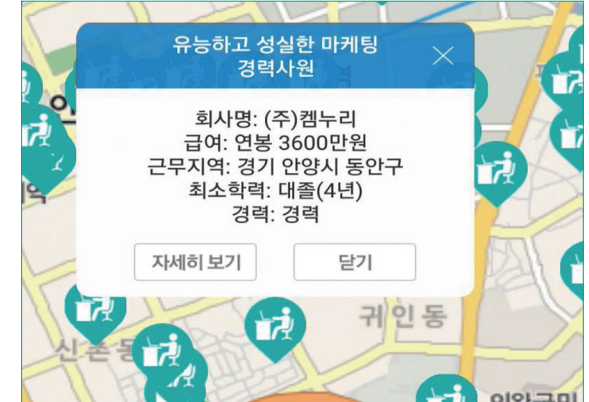 유능하고 성실한 마케팅
경력사원
회사명: (주)켐누리
급여: 연봉 3600만원
근무지역: 경기 안양시 동안구
최소학력: 대졸(4년)
경력: 경력
자세히 보기
닫기
귀인동
신촌동